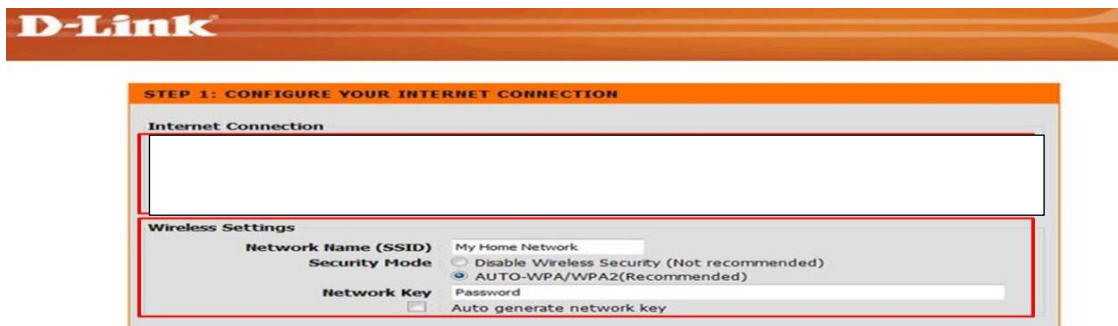 D-Link
STEP 1: CONFIGURE YOUR INTERNET CONNECTION
Internet Connection
Wireless Settings
Network Name (SSID) : My Home Network
Security Mode : Disable Wireless Security (Not recommended)
AUTO-WPA/WPA2(Recommended)
Network Key : Password
: Auto generate network key